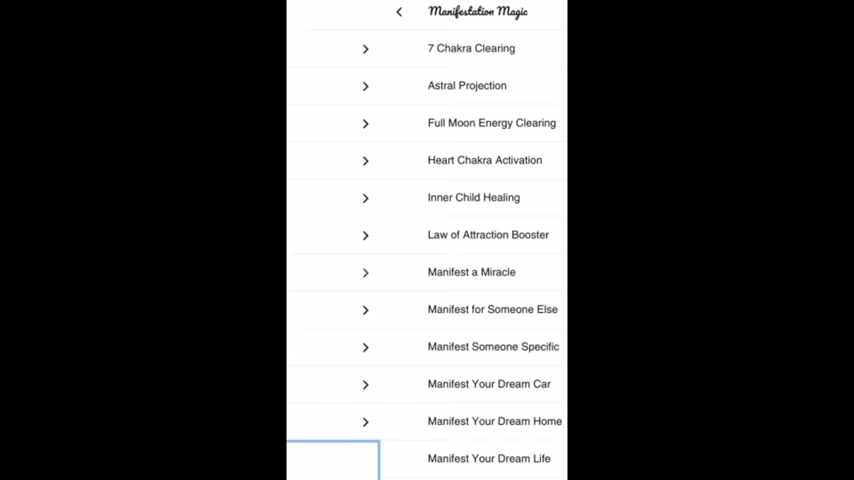 Manifestation Magic
7 Chakra Clearing
Astral Projection
Full Moon Energy Clearing
Heart Chakra Activation
Inner Child Healing
Law of Attraction Booster
Manifest a Miracle
Manifest for Someone Else
Manifest Someone Specific
Manifest Your Dream Car
Manifest Your Dream Home
Manifest Your Dream Life